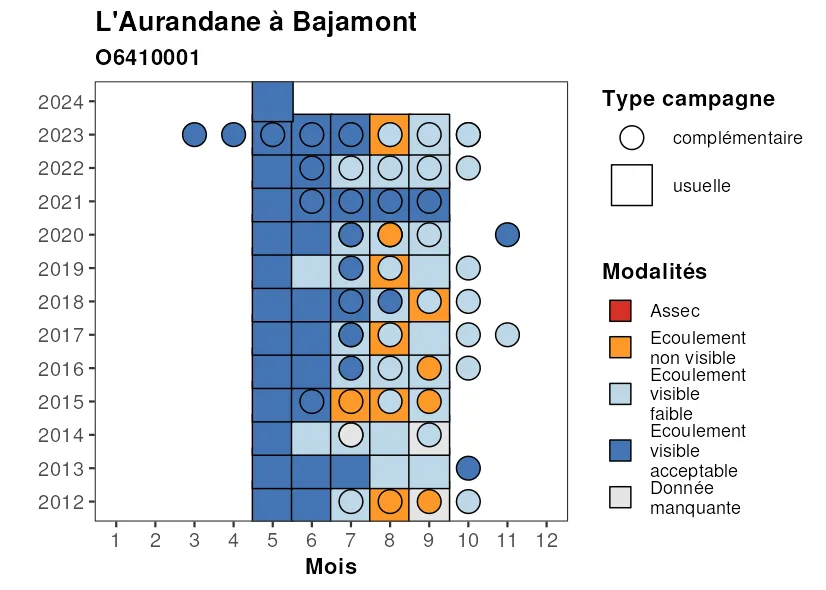 L'Aurandane à Bajamont
O6410001
2024
2023
2022
2021
2020
2019
2018
2017
2016
2015
2014
2013
2012
1 2 3 4 5 6 7 8 9 10 11 12
Mois
Type campagne
complémentaire
usuelle
Modalités
Assec
Ecoulement
non visible
Ecoulement
visible
faible
Ecoulement
visible
acceptable
Donnée
manquante